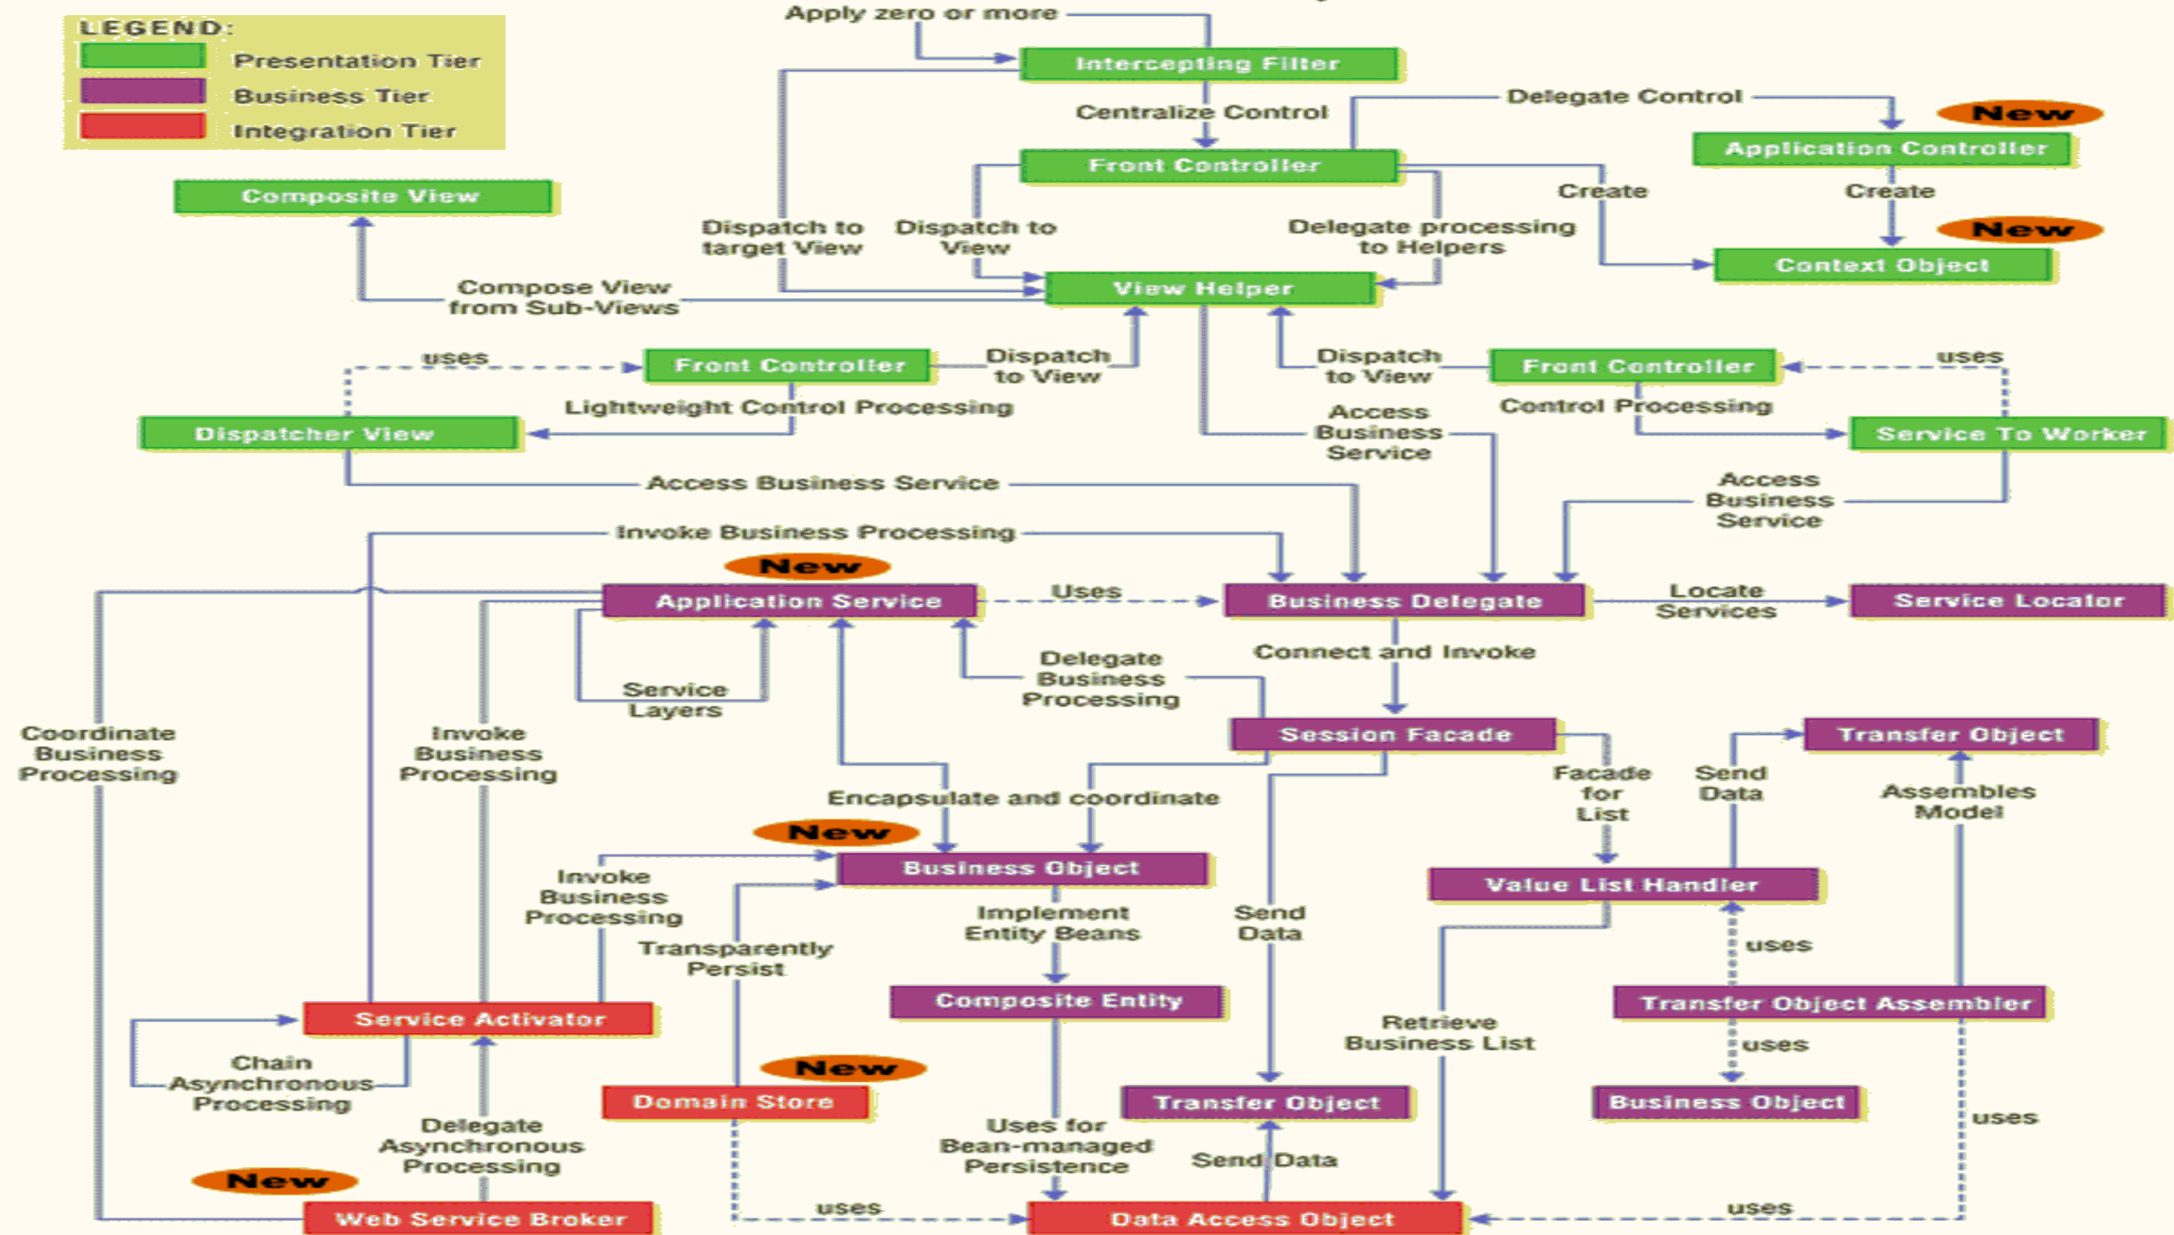 Apply zero or more
LEGEND:
Presentation Tier
Business Tier
Integration Tier
Intercepting Filter
Centralize Control
Delegate Control
New
Front Controller
Application Controller
Composite View
Create
Create
Dispatch to
target View
Dispatch to
View
Delegate processing
to Helpers
New
Context Object
Compose View
from Sub-Views
View Helper
uses
Front Controller
Dispatch
to View
Dispatch
to View
Front Controller
uses
Lightweight Control Processing
Control Processing
Dispatcher View
Access
Business
Service
Service To Worker
Access Business Service
Access
Business
Service
Invoke Business Processing
New
Application Service
Uses
Business Delegate
Locate
Services
Service Locator
Connect and Invoke
Delegate
Business
Processing
Service
Layers
Coordinate
Business
Processing
Invoke
Business
Processing
Session Facade
Transfer Object
Facade
for
List
Send
Data
Assembles
Model
Encapsulate and coordinate
New
Business Object
Invoke
Business
Processing
Value List Handler
Implement
Entity Beans
Send
Data
Transparently
Persist
uses
Composite Entity
Transfer Object Assembler
Service Activator
Retrieve
Business List
uses
Chain
Asynchronous
Processing
New
Domain Store
Transfer Object
Business Object
uses
Delegate
Asynchronous
Processing
Uses for
Bean-managed
Persistence
Send Data
New
Web Service Broker
uses
Data Access Object
uses